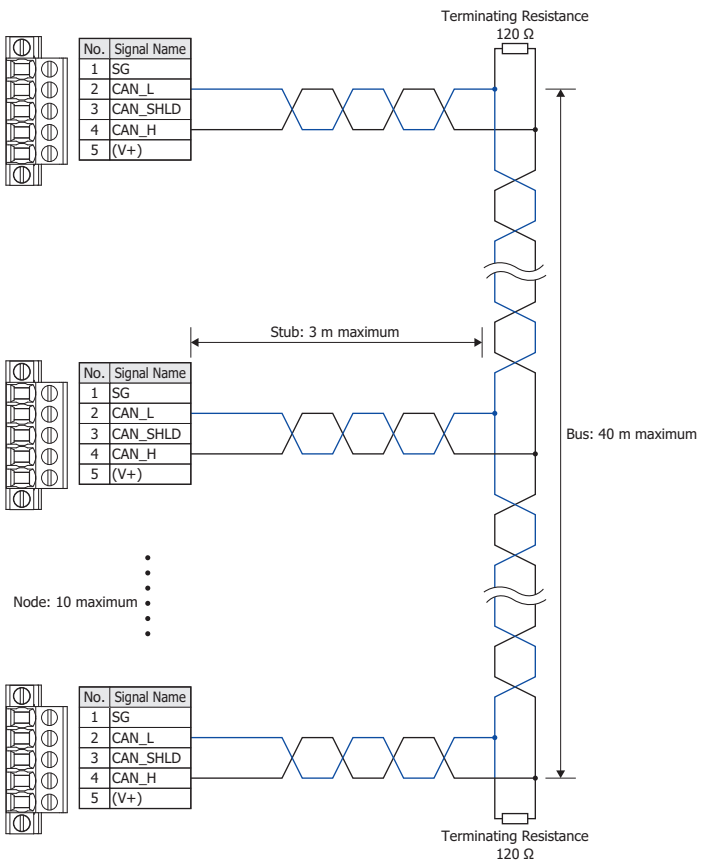 Terminating Resistance
120 Ω
No. Signal Name
1 SG
2 CAN_L
3 CAN_SHLD
4 CAN_H
5 (V+)
Stub: 3 m maximum
No. Signal Name
1 SG
2 CAN_L
3 CAN_SHLD
4 CAN_H
5 (V+)
Bus: 40 m maximum
Node: 10 maximum
No. Signal Name
1 SG
2 CAN_L
3 CAN_SHLD
4 CAN_H
5 (V+)
Terminating Resistance
120 Ω